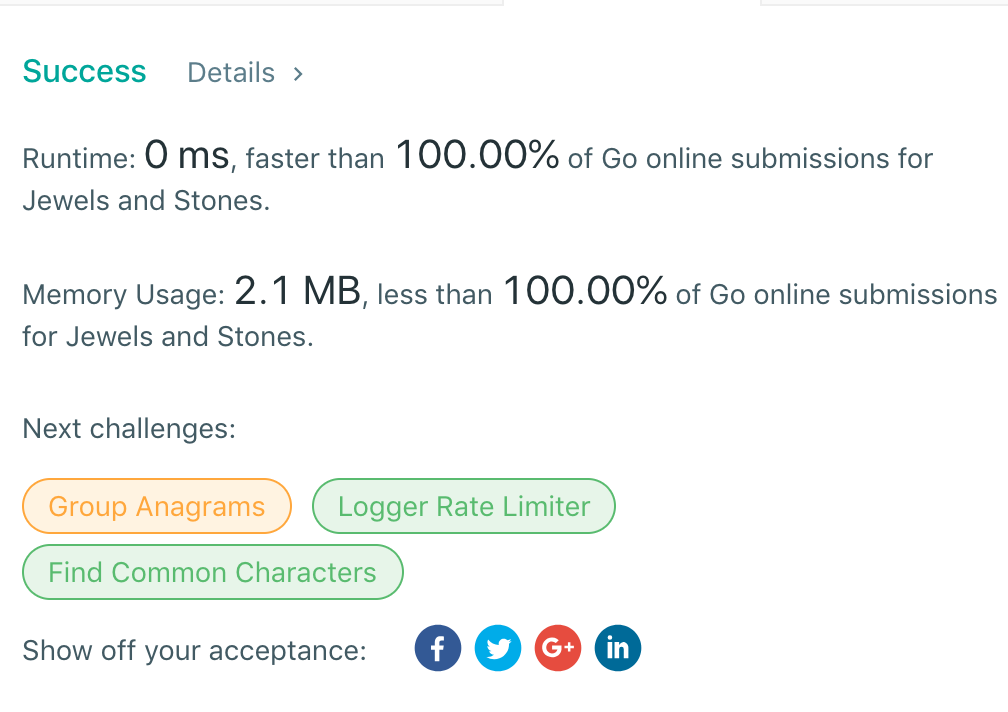 Success Details >
Runtime: 0 ms, faster than 100.00% of Go online submissions for
Jewels and Stones.
Memory Usage: 2.1 MB, less than 100.00% of Go online submissions
for Jewels and Stones.
Next challenges:
Group Anagrams Logger Rate Limiter
Find Common Characters
Show off your acceptance: f G+ in